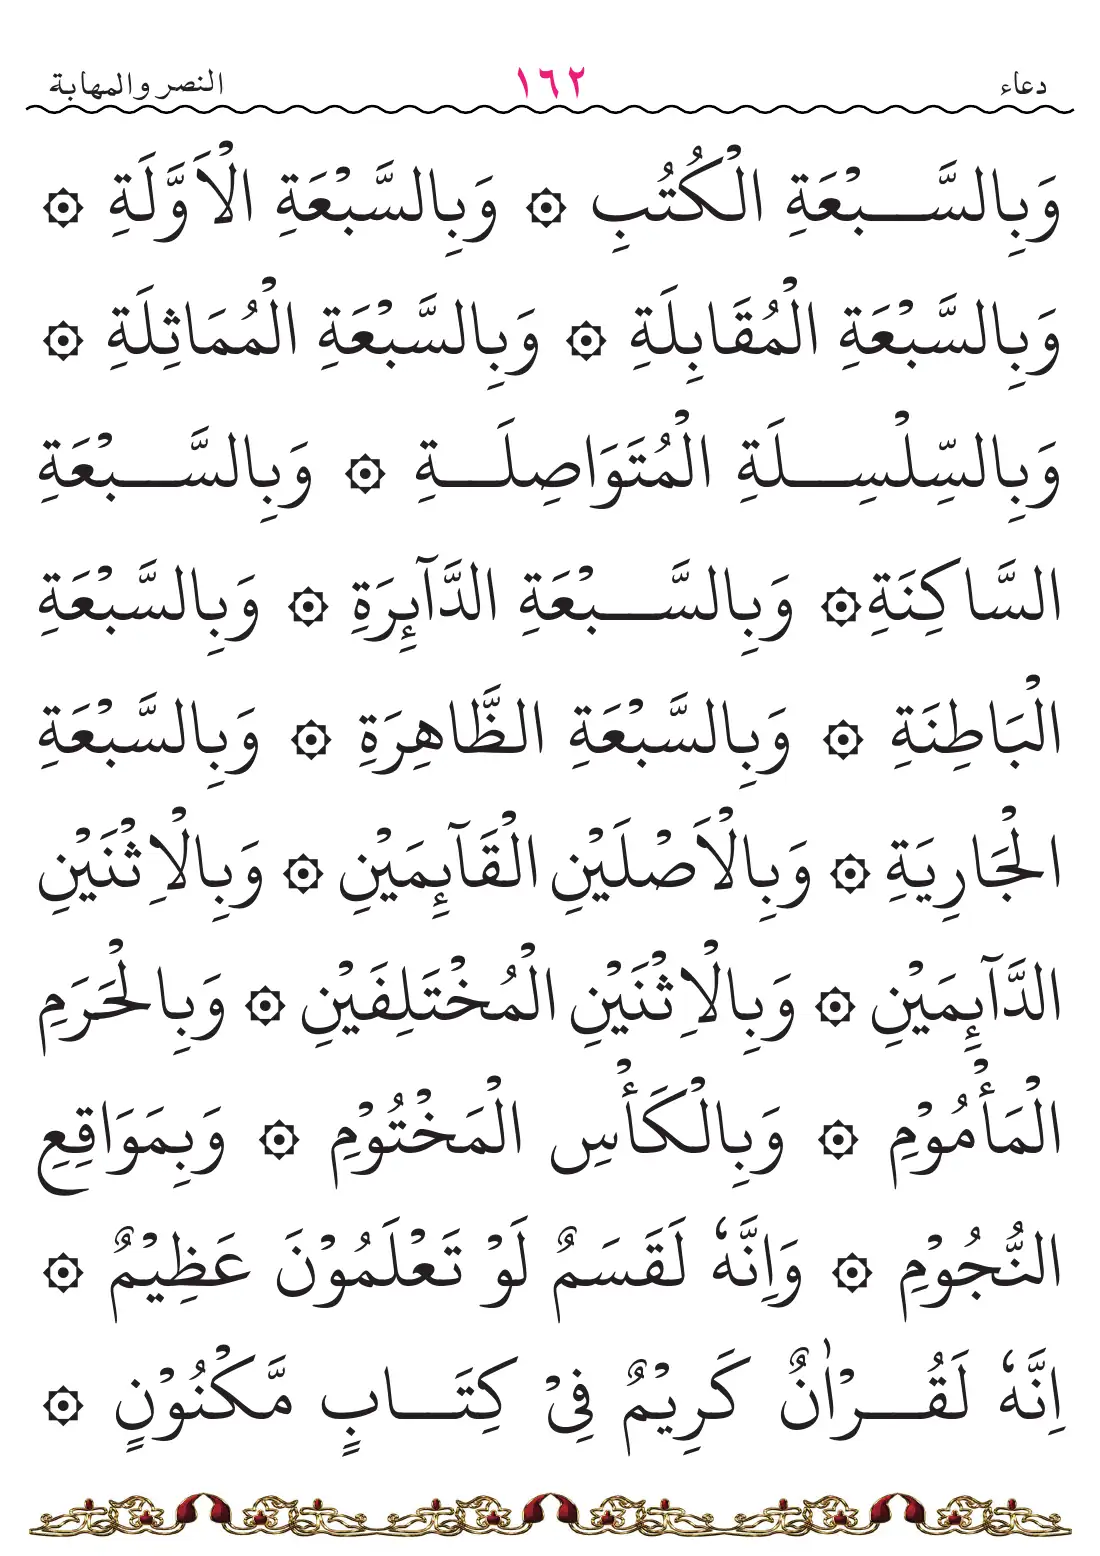 دعاء ١٦٢ النصر والمهابة
وَبِالسَّبْعَةِ الْكُتُبِ ۞ وَبِالسَّبْعَةِ الْاَوَّلَةِ ۞
وَبِالسَّبْعَةِ الْمُقَابِلَةِ ۞ وَبِالسَّبْعَةِ الْمُمَاثِلَةِ ۞
وَبِالسِّلْسِلَةِ الْمُتَوَاصِلَةِ ۞ وَبِالسَّبْعَةِ
السَّاكِنَةِ ۞ وَبِالسَّبْعَةِ الدَّآئِرَةِ ۞ وَبِالسَّبْعَةِ
الْبَاطِنَةِ ۞ وَبِالسَّبْعَةِ الظَّاهِرَةِ ۞ وَبِالسَّبْعَةِ
الْجَارِيَةِ ۞ وَبِالْاَصْلَيْنِ الْقَآئِمَيْنِ ۞ وَبِالْاِثْنَيْنِ
الدَّآئِمَيْنِ ۞ وَبِالْاِثْنَيْنِ الْمُخْتَلِفَيْنِ ۞ وَبِالْحَرَمِ
الْمَأْمُوْمِ ۞ وَبِالْكَأْسِ الْمَخْتُوْمِ ۞ وَبِمَوَاقِعِ
النُّجُوْمِ ۞ وَاِنَّهٗ لَقَسَمٌ لَوْ تَعْلَمُوْنَ عَظِيْمٌ ۞
اِنَّهٗ لَقُرْاٰنٌ كَرِيْمٌ فِيْ كِتَابٍ مَّكْنُوْنٍ ۞